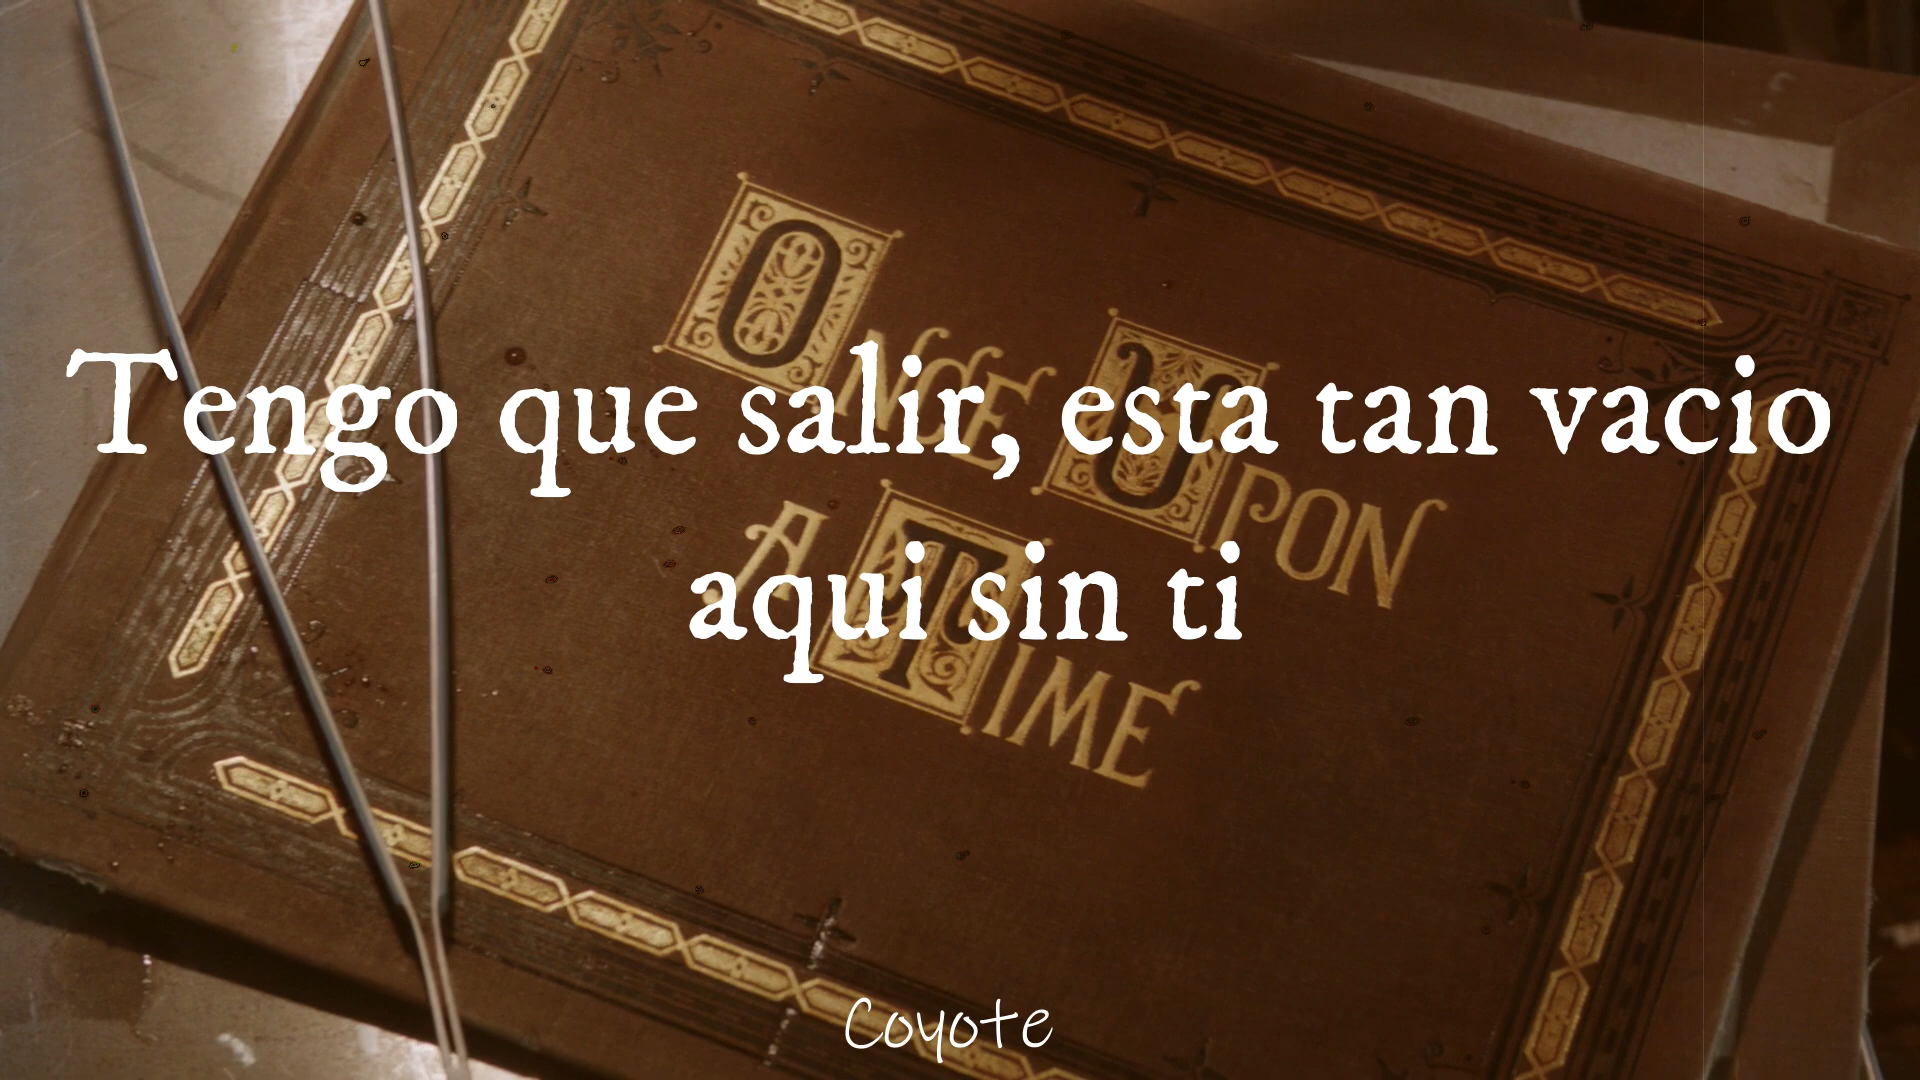 Tengo que salir, esta tan vacio
aqui sin ti
ONCE UPON
A TIME
Coyote